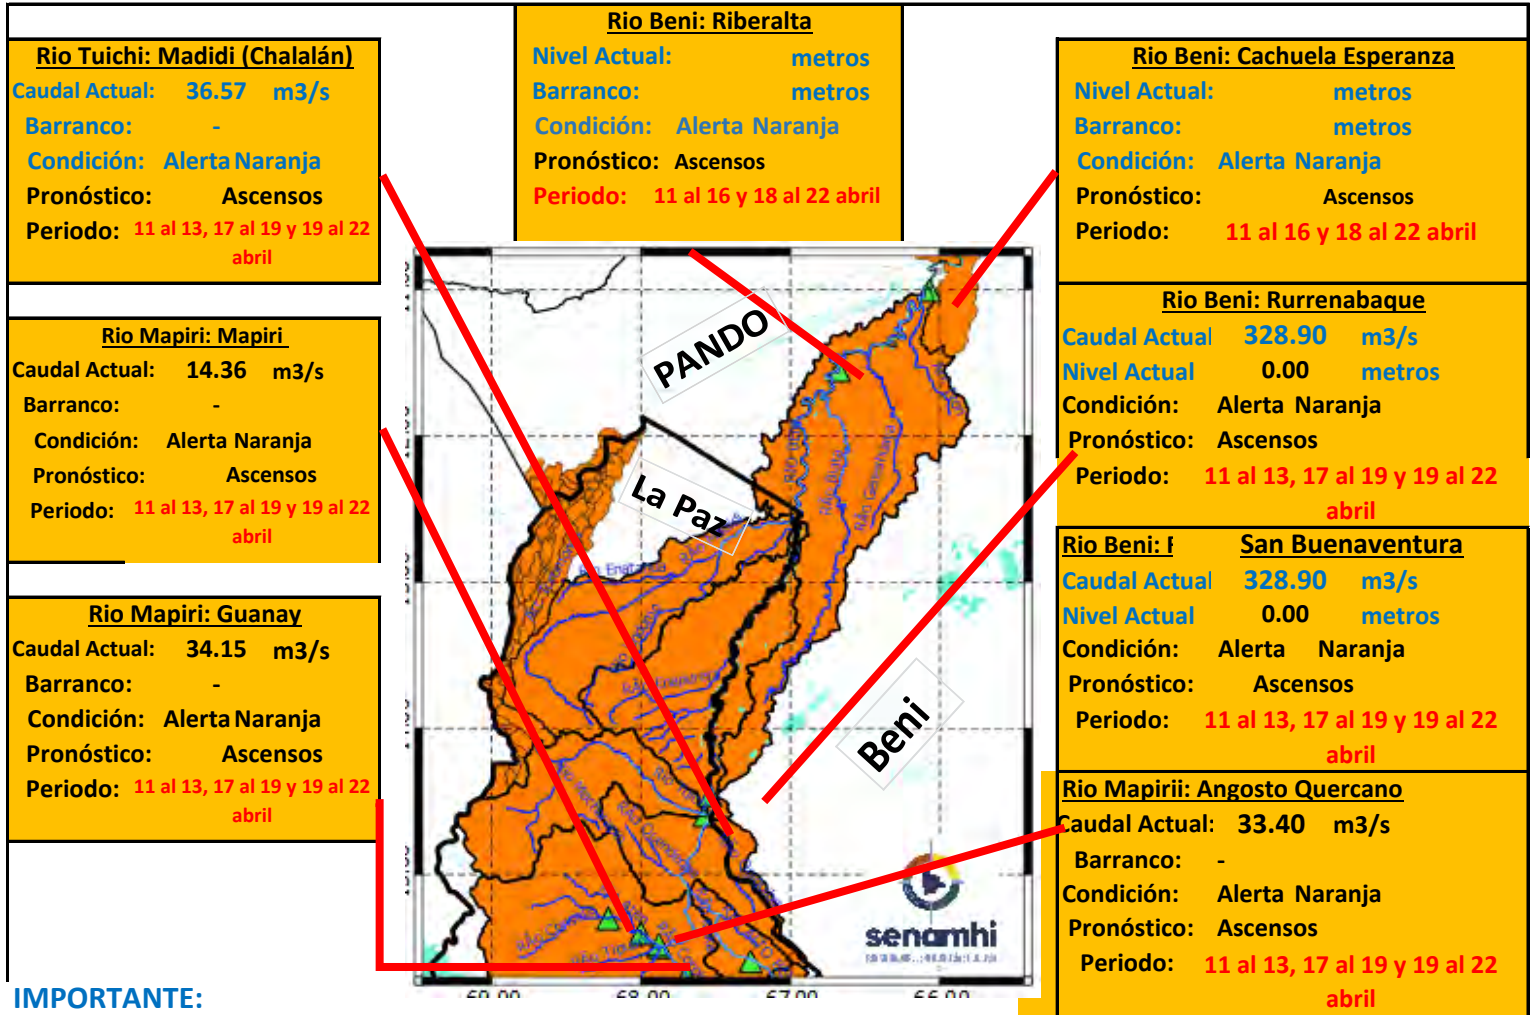 Rio Tuichi: Madidi (Chalalán)
Caudal Actual: 36.57 m3/s
Barranco: -
Condición: Alerta Naranja
Pronóstico: Ascensos
Periodo: 11 al 13, 17 al 19 y 19 al 22
abril
Rio Mapiri: Mapiri
Caudal Actual: 14.36 m3/s
Barranco: -
Condición: Alerta Naranja
Pronóstico: Ascensos
Periodo: 11 al 13, 17 al 19 y 19 al 22
abril
Rio Mapiri: Guanay
Caudal Actual: 34.15 m3/s
Barranco: -
Condición: Alerta Naranja
Pronóstico: Ascensos
Periodo: 11 al 13, 17 al 19 y 19 al 22
abril
Rio Beni: Riberalta
Nivel Actual: metros
Barranco: metros
Condición: Alerta Naranja
Pronóstico: Ascensos
Periodo: 11 al 16 y 18 al 22 abril
Rio Beni: Cachuela Esperanza
Nivel Actual: metros
Barranco: metros
Condición: Alerta Naranja
Pronóstico: Ascensos
Periodo: 11 al 16 y 18 al 22 abril
Rio Beni: Rurrenabaque
Caudal Actual 328.90 m3/s
Nivel Actual 0.00 metros
Condición: Alerta Naranja
Pronóstico: Ascensos
Periodo: 11 al 13, 17 al 19 y 19 al 22
abril
Rio Beni: San Buenaventura
Caudal Actual 328.90 m3/s
Nivel Actual 0.00 metros
Condición: Alerta Naranja
Pronóstico: Ascensos
Periodo: 11 al 13, 17 al 19 y 19 al 22
abril
Rio Mapirii: Angosto Quercano
Caudal Actual: 33.40 m3/s
Barranco: -
Condición: Alerta Naranja
Pronóstico: Ascensos
Periodo: 11 al 13, 17 al 19 y 19 al 22
abril
PANDO
La Paz
Beni
senamhi
IMPORTANTE: